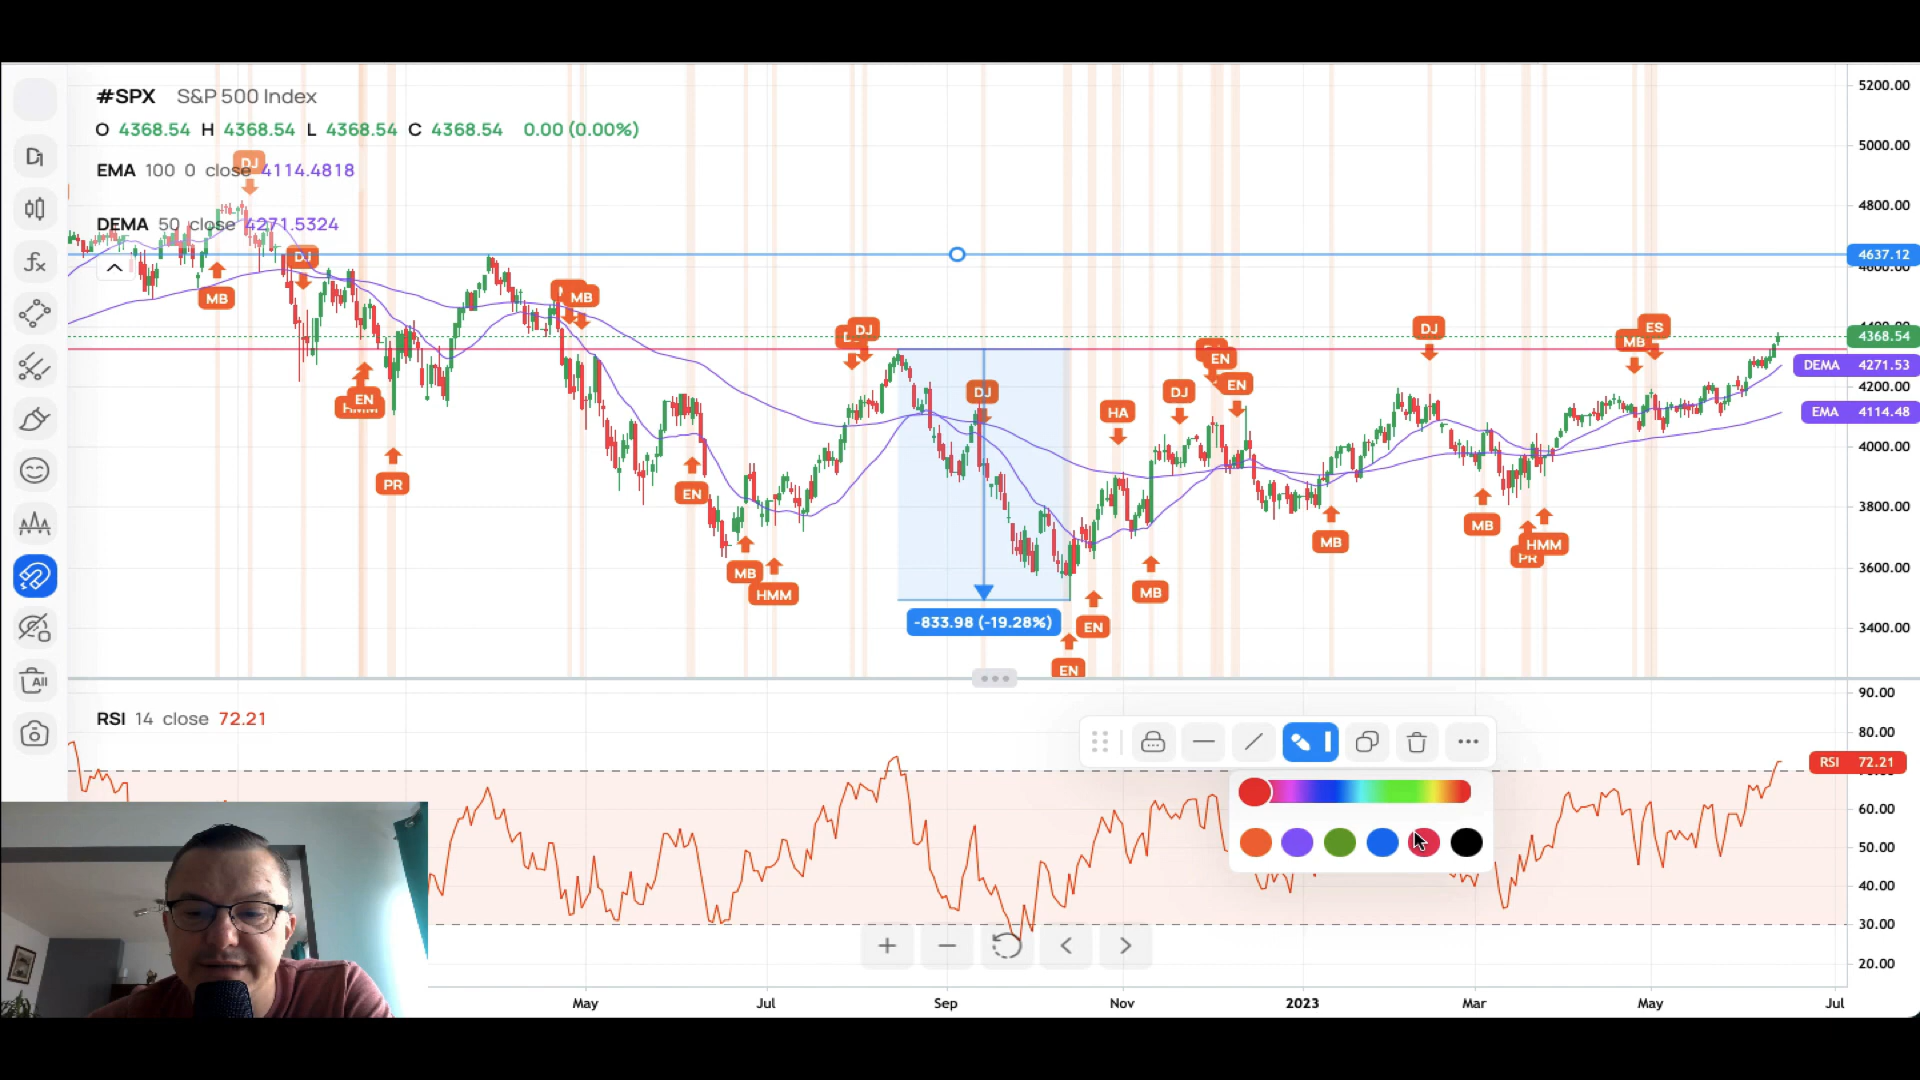 #SPX S&P 500 Index
O 4368.54 H 4368.54 L 4368.54 C 4368.54 0.00 (0.00%)
EMA 100 0 close 4114.4818
DEMA 50 close 4271.5324
5200.00
5000.00
4800.00
4637.12
4600.00
4400.00
4368.54
DEMA 4271.53
4200.00
EMA 4114.48
4000.00
3800.00
3600.00
3400.00
DJ
DJ
MB
EN
HMM
PR
MB
EN
MB
HMM
DJ
DJ
-833.98 (-19.28%)
EN
EN
HA
MB
DJ
EN
EN
MB
DJ
MB
PR
HMM
MB
ES
ALL
RSI 14 close 72.21
90.00
80.00
RSI 72.21
60.00
50.00
40.00
30.00
20.00
May Jul Sep Nov 2023 Mar May Jul